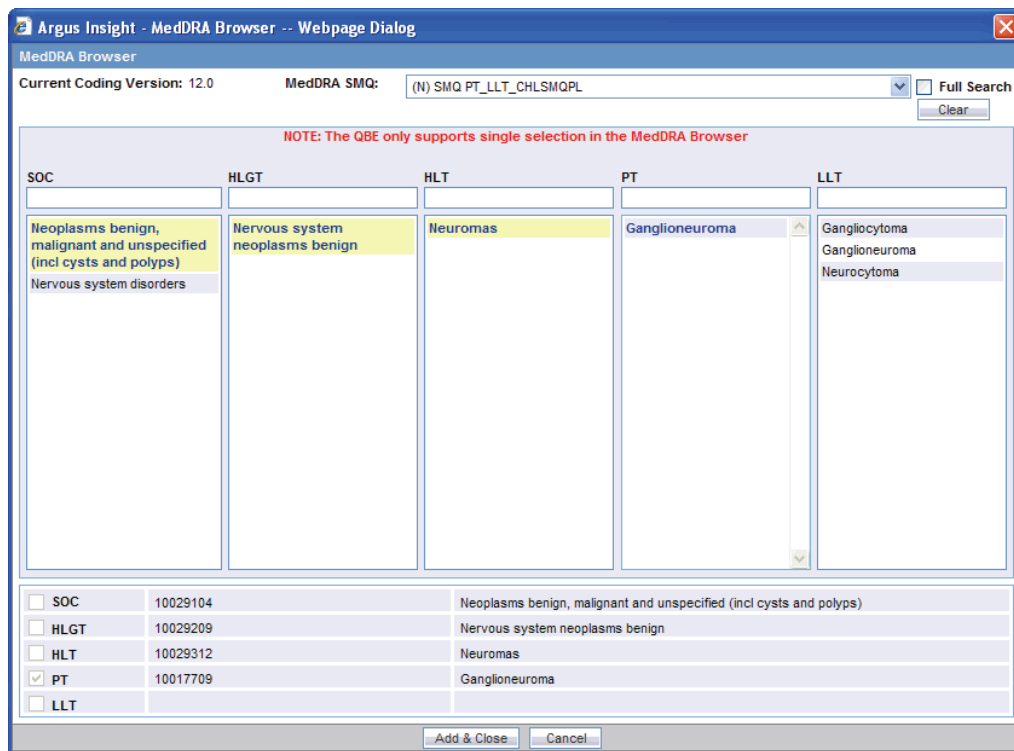 Argus Insight - MedDRA Browser -- Webpage Dialog
MedDRA Browser
Current Coding Version: 12.0 MedDRA SMQ: (N) SMQ PT_LLT_CHLSMQPL Full Search
Clear
NOTE: The QBE only supports single selection in the MedDRA Browser
SOC HLGT HLT PT LLT
Neoplasms benign, Nervous system Neuromas Ganglioneuroma Gangliocytoma
malignant and unspecified neoplasms benign Ganglioneuroma
(incl cysts and polyps) Neurocytoma
Nervous system disorders
SOC 10029104 Neoplasms benign, malignant and unspecified (incl cysts and polyps)
HLGT 10029209 Nervous system neoplasms benign
HLT 10029312 Neuromas
PT 10017709 Ganglioneuroma
LLT
Add & Close Cancel